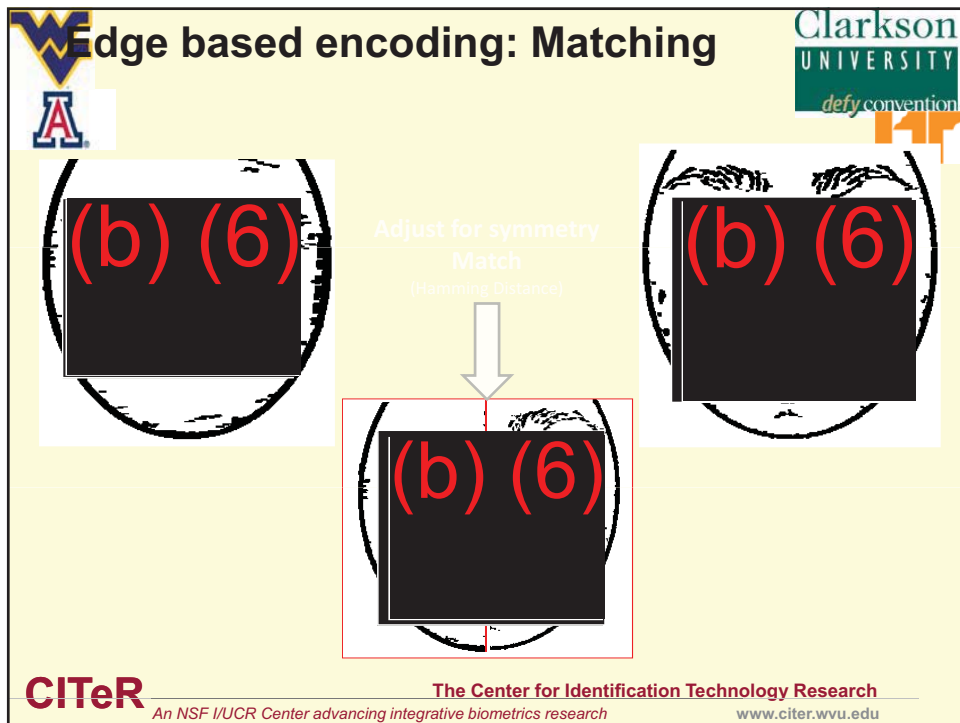 Edge based encoding: Matching
Clarkson
UNIVERSITY
defy convention
A
(b) (6)
Adjust for symmetry
Match
(Hamming Distance)
(b) (6)
(b) (6)
CITeR
The Center for Identification Technology Research
An NSF I/UCR Center advancing integrative biometrics research
www.citer.wvu.edu